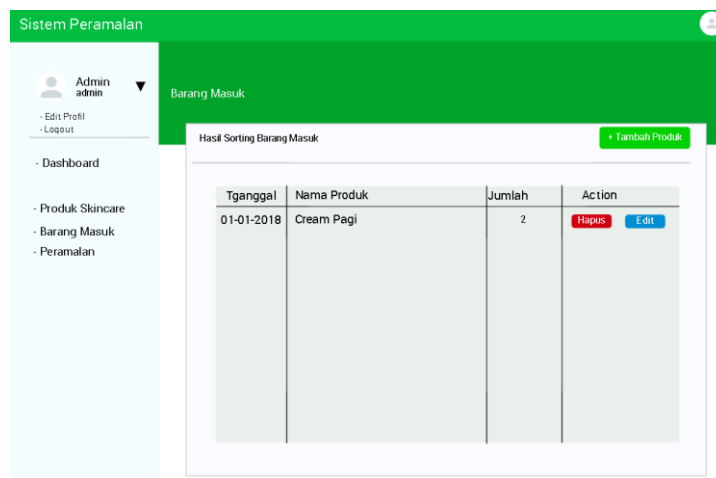 Sistem Peramalan
Admin
admin
- Edit Profil
- Logout
- Dashboard
- Produk Skincare
- Barang Masuk
- Peramalan
Barang Masuk
Hasil Sorting Barang Masuk
+ Tambah Produk
Tganggal Nama Produk Jumlah Action
01-01-2018 Cream Pagi 2 Hapus Edit